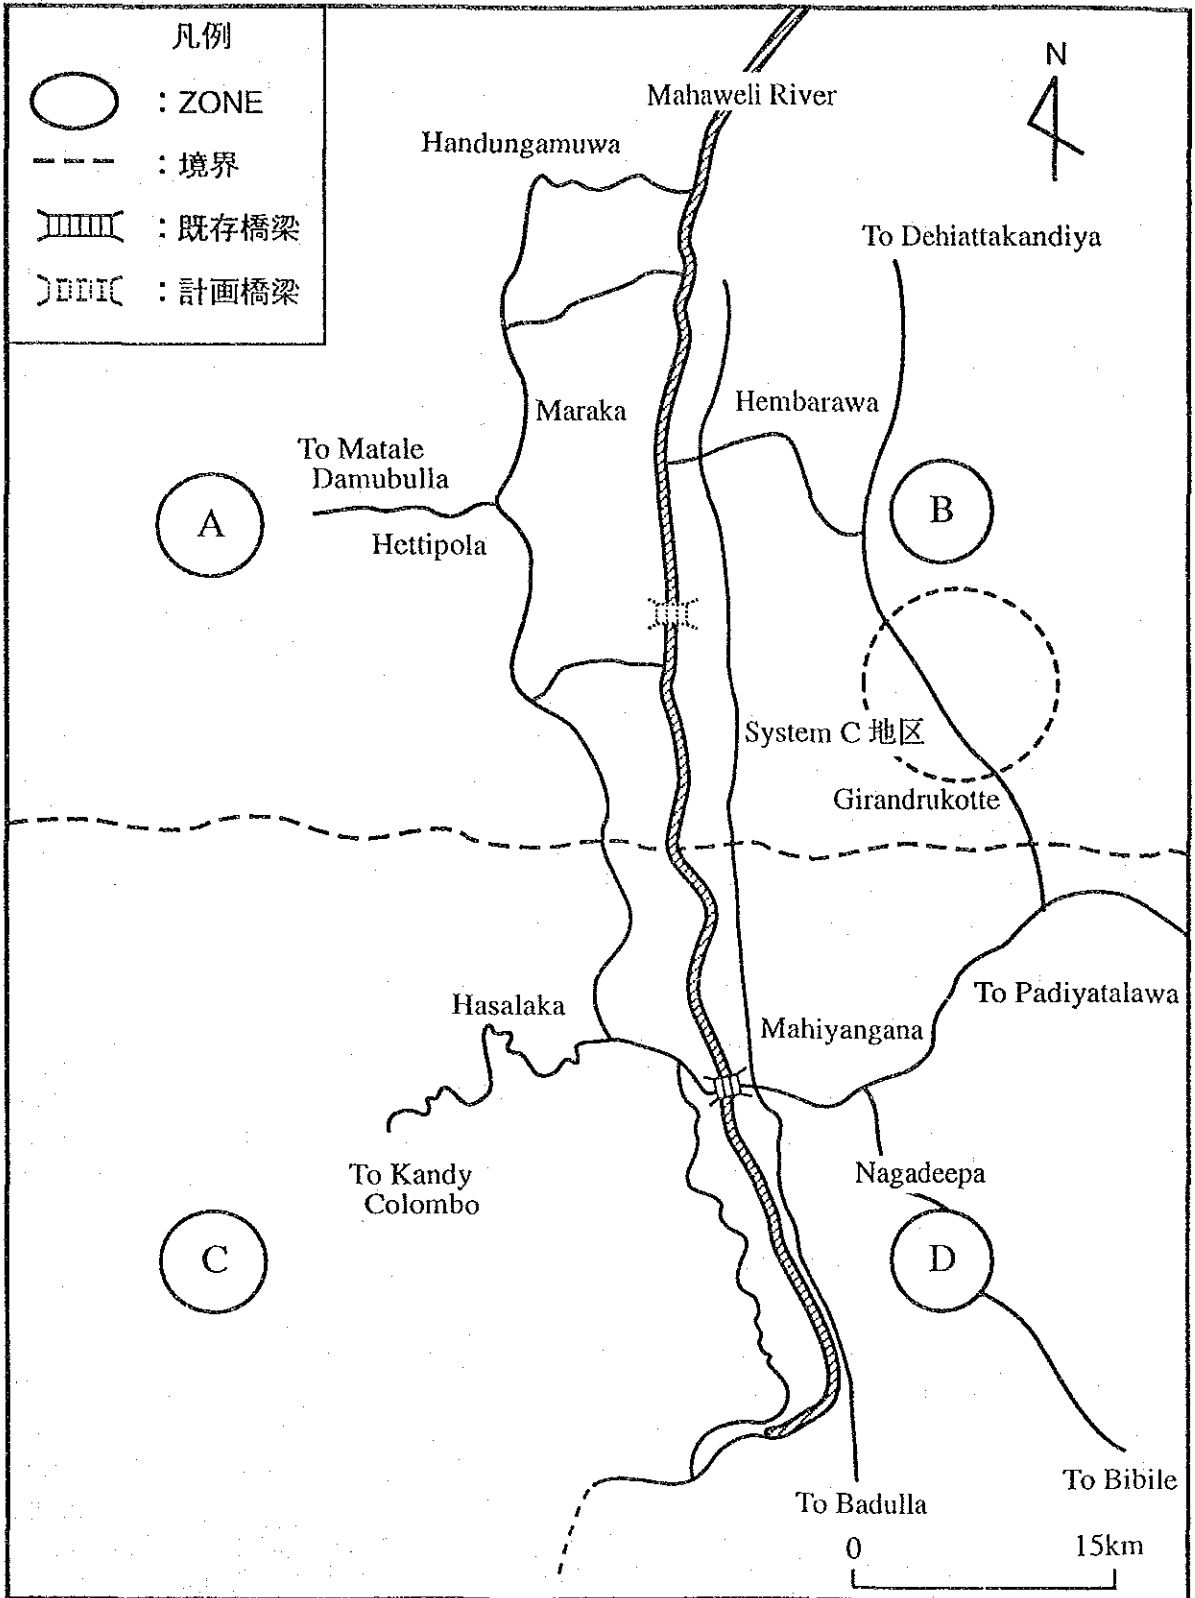 凡例
: ZONE
: 境界
: 既存橋梁
: 計画橋梁
N
Mahaweli River
Handungamuwa
To Dehiattakandiya
Hembarawa
Maraka
To Matale
Damubulla
A
B
Hettipola
System C 地区
Girandrukotte
To Padiyatalawa
Hasalaka
Mahiyangana
To Kandy
Colombo
Nagadeepa
C
D
To Bibile
To Badulla
0
15km